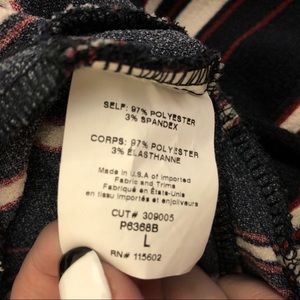 SELF: 97% POLYESTER
3% SPANDEX
CORPS: 97% POLYESTER
3% ÉLASTHANNE
Made in U.S.A of imported
Fabric and Trims
Fabriqué en États-Unis
en tissu importés et enjoliveurs
CUT# 309005
P6368B
L
RN# 115602